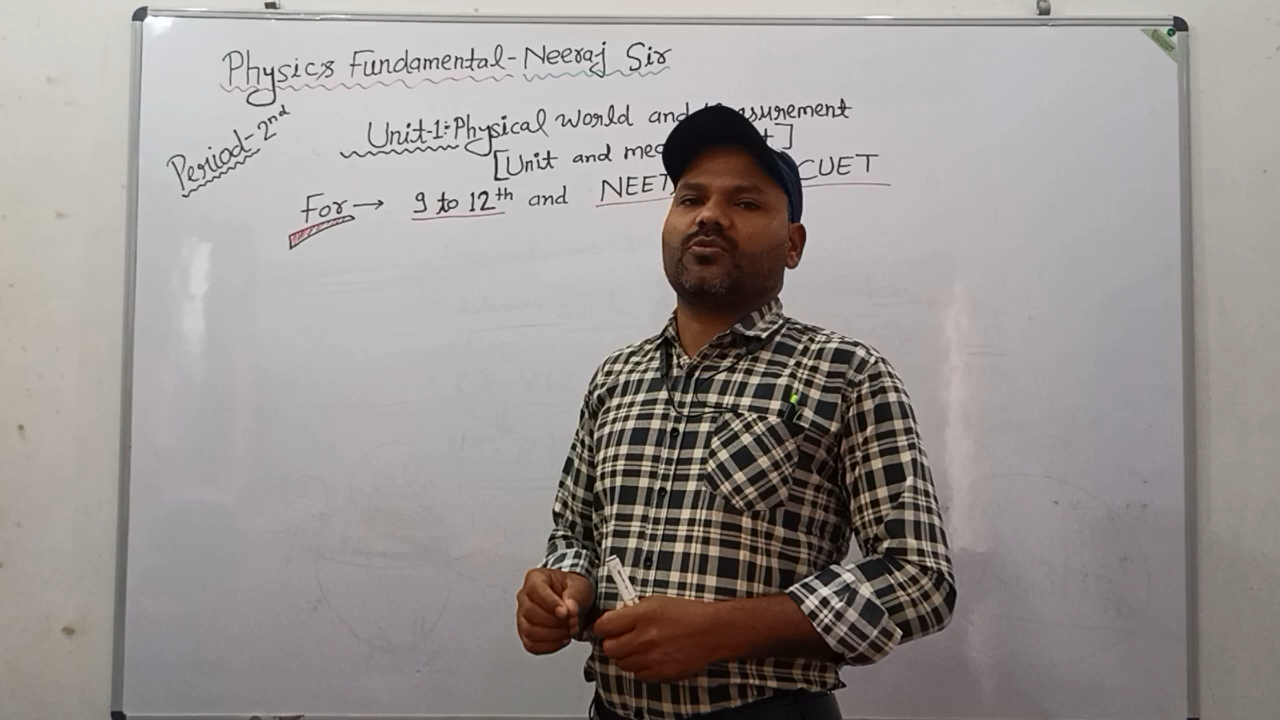 Physics Fundamental-Neeraj Sir
Period-2nd
Unit-1:Physical world and
[Unit and
For→ 9 to 12th and NEET CUET